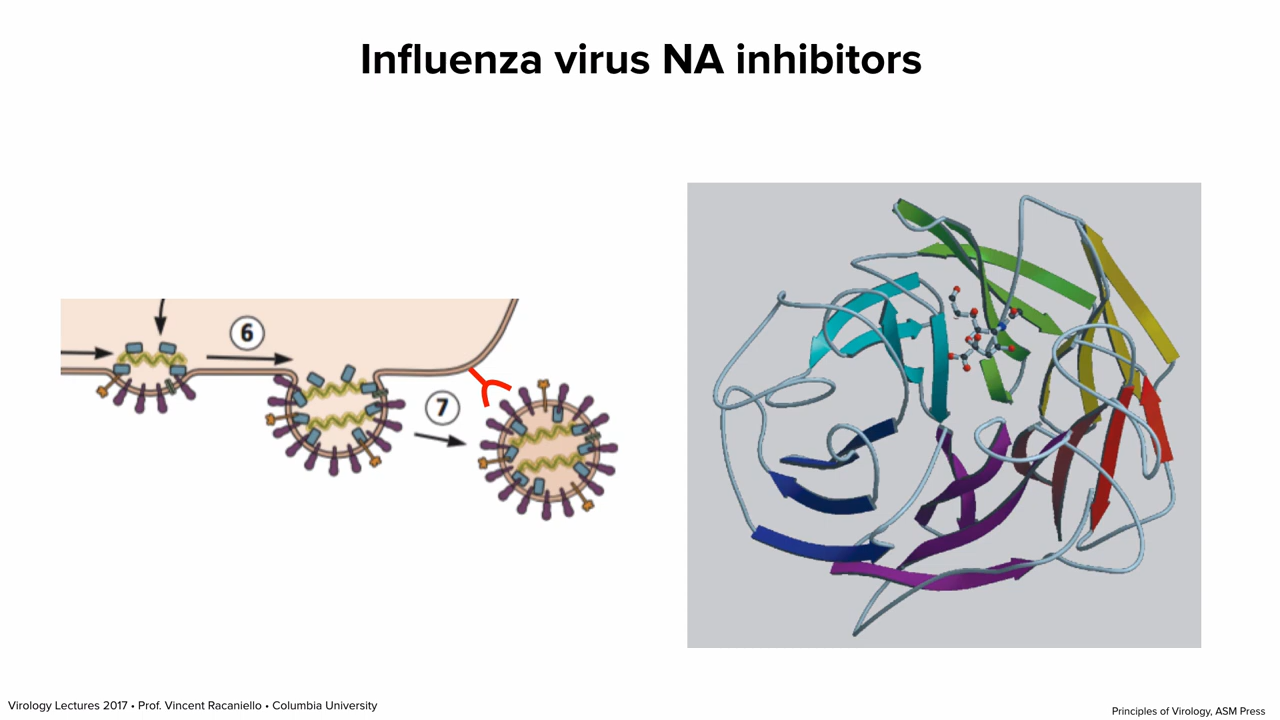 Influenza virus NA inhibitors
6
7
Virology Lectures 2017 • Prof. Vincent Racaniello • Columbia University
Principles of Virology, ASM Press